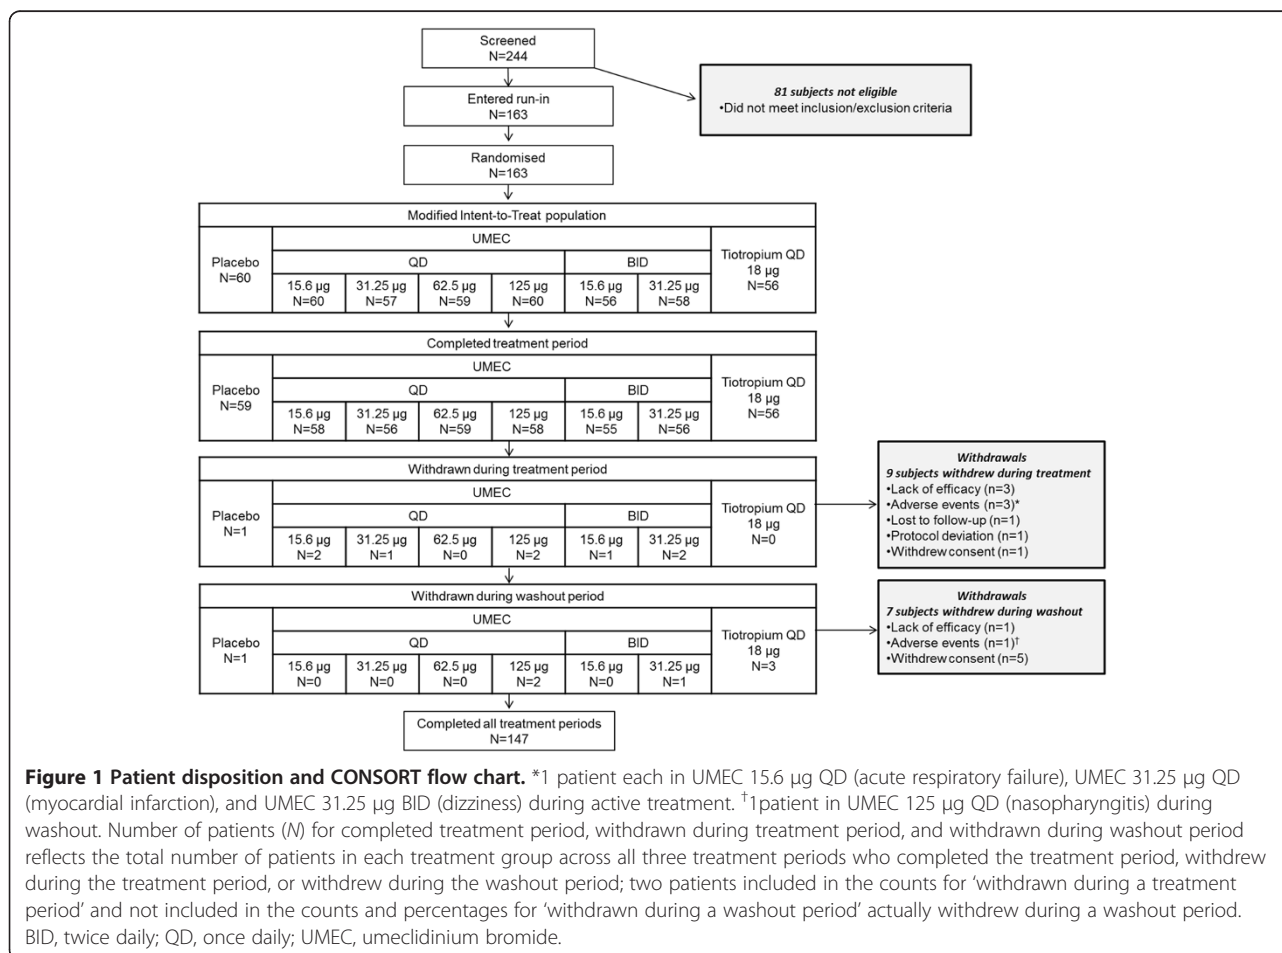 Screened
N=244
81 subjects not eligible
•Did not meet inclusion/exclusion criteria
Entered run-in
N=163
Randomised
N=163
Modified Intent-to-Treat population
Placebo
N=60
UMEC
QD
BID
15.6 µg
N=60
31.25 µg
N=57
62.5 µg
N=59
125 µg
N=60
15.6 µg
N=56
31.25 µg
N=58
Tiotropium QD
18 µg
N=56
Completed treatment period
Placebo
N=59
UMEC
QD
BID
15.6 µg
N=58
31.25 µg
N=56
62.5 µg
N=59
125 µg
N=58
15.6 µg
N=55
31.25 µg
N=56
Tiotropium QD
18 µg
N=56
Withdrawn during treatment period
Placebo
N=1
UMEC
QD
BID
15.6 µg
N=2
31.25 µg
N=1
62.5 µg
N=0
125 µg
N=2
15.6 µg
N=1
31.25 µg
N=2
Tiotropium QD
18 µg
N=0
Withdrawals
9 subjects withdrew during treatment
•Lack of efficacy (n=3)
•Adverse events (n=3)*
•Lost to follow-up (n=1)
•Protocol deviation (n=1)
•Withdrew consent (n=1)
Withdrawn during washout period
Placebo
N=1
UMEC
QD
BID
15.6 µg
N=0
31.25 µg
N=0
62.5 µg
N=0
125 µg
N=2
15.6 µg
N=0
31.25 µg
N=1
Tiotropium QD
18 µg
N=3
Withdrawals
7 subjects withdrew during washout
•Lack of efficacy (n=1)
•Adverse events (n=1)†
•Withdrew consent (n=5)
Completed all treatment periods
N=147
Figure 1 Patient disposition and CONSORT flow chart. *1 patient each in UMEC 15.6 µg QD (acute respiratory failure), UMEC 31.25 µg QD
(myocardial infarction), and UMEC 31.25 µg BID (dizziness) during active treatment. †1patient in UMEC 125 µg QD (nasopharyngitis) during
washout. Number of patients (N) for completed treatment period, withdrawn during treatment period, and withdrawn during washout period
reflects the total number of patients in each treatment group across all three treatment periods who completed the treatment period, withdrew
during the treatment period, or withdrew during the washout period; two patients included in the counts for ‘withdrawn during a treatment
period’ and not included in the counts and percentages for ‘withdrawn during a washout period’ actually withdrew during a washout period.
BID, twice daily; QD, once daily; UMEC, umeclidinium bromide.